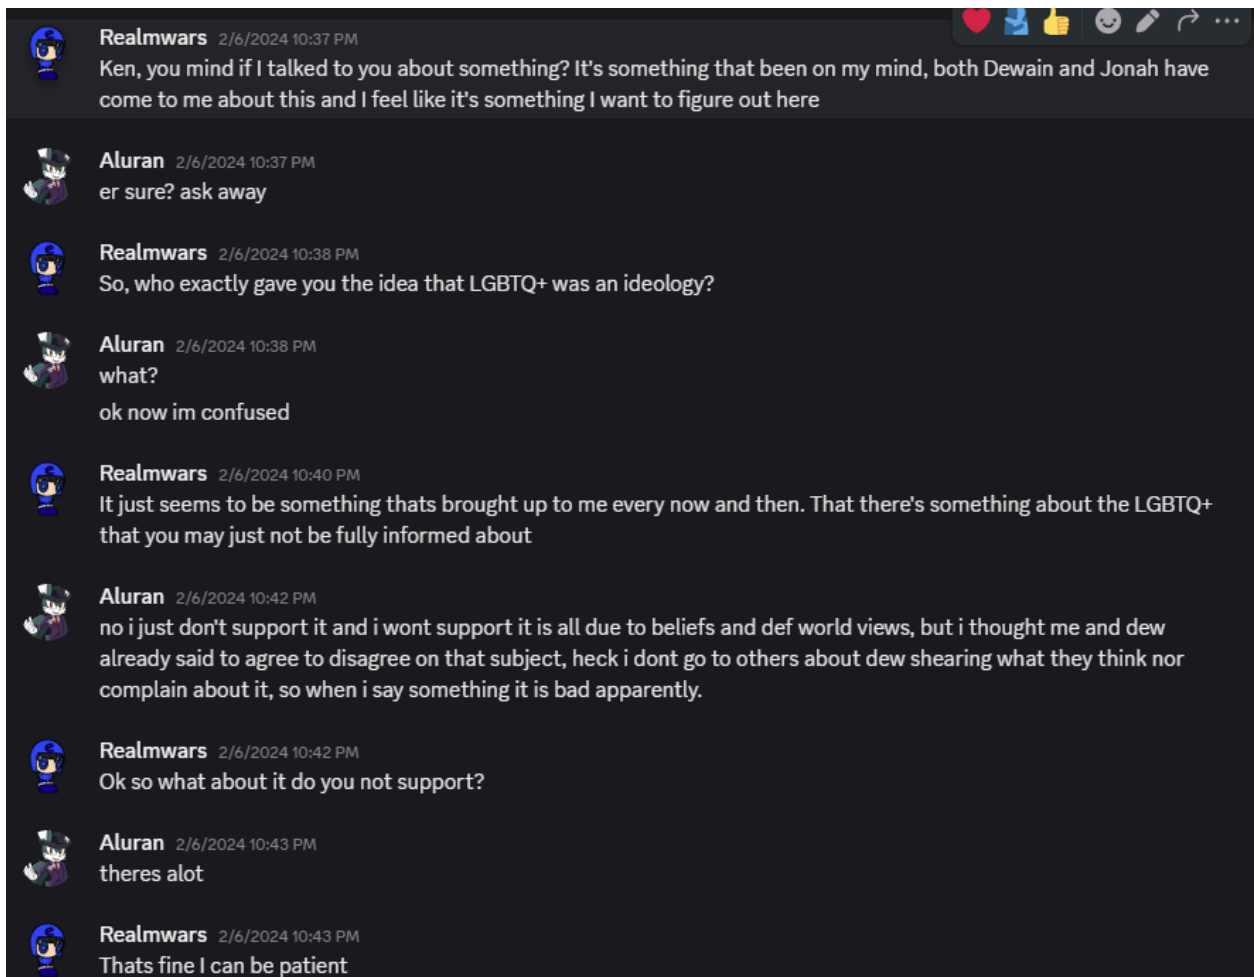 Realmwars 2/6/2024 10:37 PM
Ken, you mind if I talked to you about something? It's something that been on my mind, both Dewain and Jonah have
come to me about this and I feel like it's something I want to figure out here
Aluran 2/6/2024 10:37 PM
er sure? ask away
Realmwars 2/6/2024 10:38 PM
So, who exactly gave you the idea that LGBTQ+ was an ideology?
Aluran 2/6/2024 10:38 PM
what?
ok now im confused
Realmwars 2/6/2024 10:40 PM
It just seems to be something thats brought up to me every now and then. That there's something about the LGBTQ+
that you may just not be fully informed about
Aluran 2/6/2024 10:42 PM
no i just don't support it and i wont support it is all due to beliefs and def world views, but i thought me and dew
already said to agree to disagree on that subject, heck i dont go to others about dew shearing what they think nor
complain about it, so when i say something it is bad apparently.
Realmwars 2/6/2024 10:42 PM
Ok so what about it do you not support?
Aluran 2/6/2024 10:43 PM
theres alot
Realmwars 2/6/2024 10:43 PM
Thats fine I can be patient